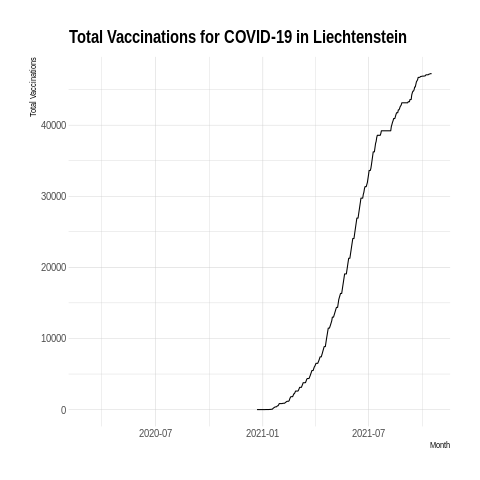 Total Vaccinations for COVID-19 in Liechtenstein
Total Vaccinations
40000
30000
20000
10000
0
2020-07 2021-01 2021-07
Month